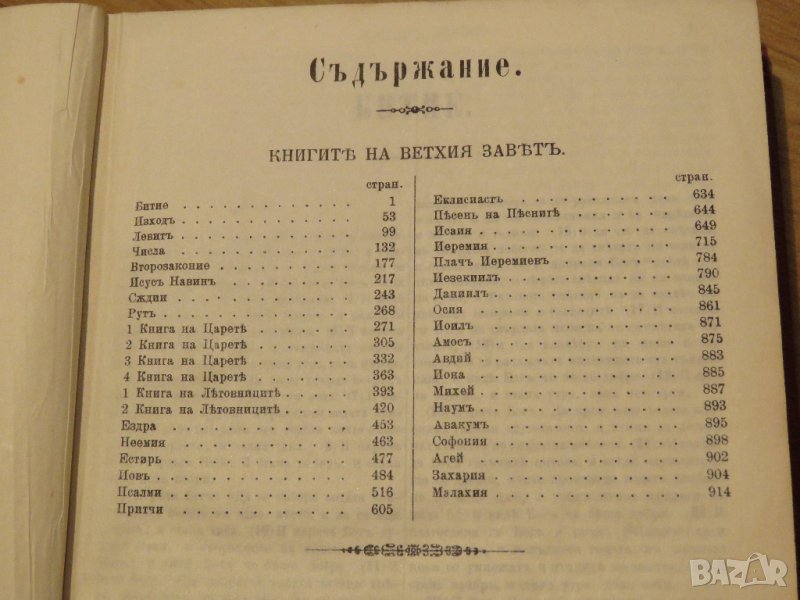 Съдържание.
КНИГИТѢ НА ВЕТХИЯ ЗАВѢТЪ.
стран.
Битие . . . . . . . . . . . . 1
Изходъ . . . . . . . . . . . 53
Левитъ . . . . . . . . . . . 99
Числа . . . . . . . . . . . . 132
Второзаконие . . . . . . . . 177
Исусъ Навинъ . . . . . . . . 217
Сѫдии . . . . . . . . . . . 243
Рутъ . . . . . . . . . . . . 268
1 Книга на Царетѣ . . . . . . 271
2 Книга на Царетѣ . . . . . . 305
3 Книга на Царетѣ . . . . . . 332
4 Книга на Царетѣ . . . . . . 363
1 Книга на Лѣтовницитѣ . . . . 393
2 Книга на Лѣтовницитѣ . . . . 420
Ездра . . . . . . . . . . . . 453
Неемия . . . . . . . . . . . 463
Естирь . . . . . . . . . . . 477
Иовъ . . . . . . . . . . . . 484
Псалми . . . . . . . . . . . 516
Притчи . . . . . . . . . . . 605
стран.
Еклисиастъ . . . . . . . . . 634
Пѣсень на Пѣснитѣ . . . . . . 644
Исаия . . . . . . . . . . . . 649
Иеремия . . . . . . . . . . . 715
Плачъ Иеремиевъ . . . . . . . 784
Иезекиилъ . . . . . . . . . . 790
Даниилъ . . . . . . . . . . . 845
Осия . . . . . . . . . . . . 861
Иоилъ . . . . . . . . . . . . 871
Амосъ . . . . . . . . . . . . 875
Авдий . . . . . . . . . . . . 883
Иона . . . . . . . . . . . . 885
Михей . . . . . . . . . . . . 887
Наумъ . . . . . . . . . . . . 893
Авакумъ . . . . . . . . . . . 895
Софония . . . . . . . . . . . 898
Агей . . . . . . . . . . . . 902
Захария . . . . . . . . . . . 904
Малахия . . . . . . . . . . . 914
BAZAR
bg